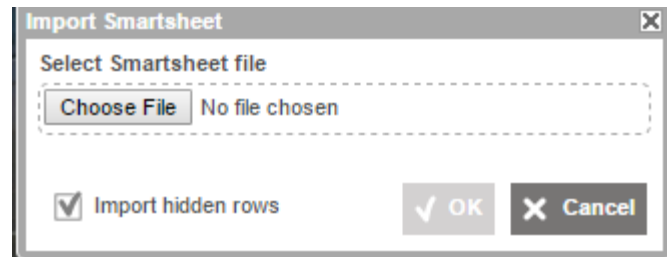 Import Smartsheet
Select Smartsheet file
Choose File No file chosen
Import hidden rows OK Cancel